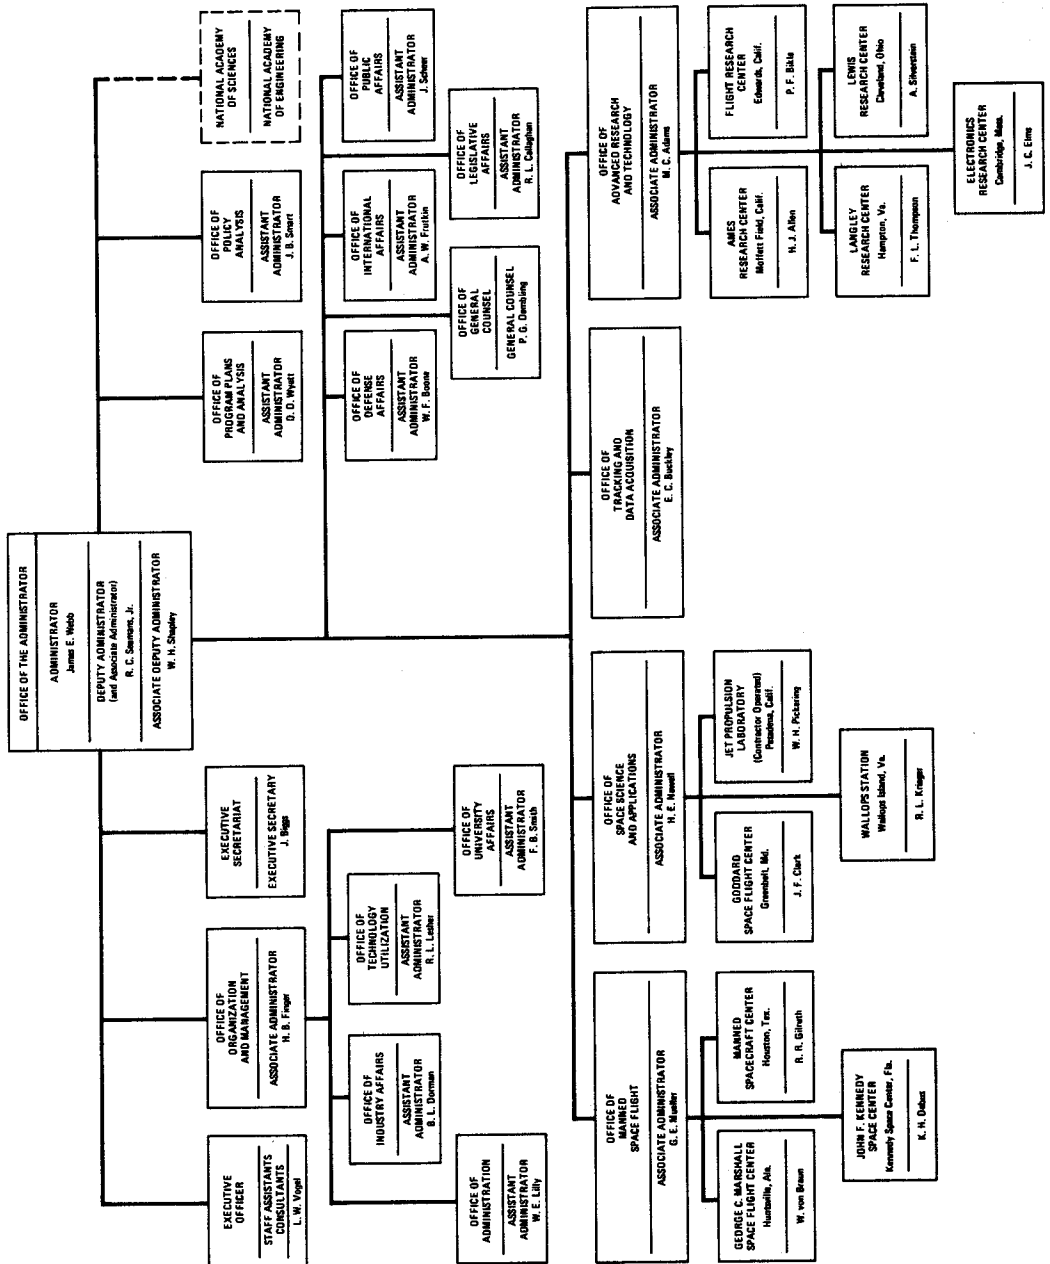 OFFICE OF THE ADMINISTRATOR
ADMINISTRATOR
James E. Webb
DEPUTY ADMINISTRATOR
(and Associate Administrator)
R. C. Seamans, Jr.
ASSOCIATE DEPUTY ADMINISTRATOR
W. H. Shapley
EXECUTIVE
OFFICER
STAFF ASSISTANTS
CONSULTANTS
L. W. Vogel
OFFICE OF
ORGANIZATION
AND MANAGEMENT
ASSOCIATE ADMINISTRATOR
H. B. Finger
EXECUTIVE
SECRETARIAT
EXECUTIVE SECRETARY
J. Biggs
OFFICE OF
PROGRAM PLANS
AND ANALYSIS
ASSISTANT
ADMINISTRATOR
D. D. Wyatt
OFFICE OF
POLICY
ANALYSIS
ASSISTANT
ADMINISTRATOR
J. B. Smart
NATIONAL ACADEMY
OF SCIENCES
NATIONAL ACADEMY
OF ENGINEERING
OFFICE OF
INDUSTRY AFFAIRS
ASSISTANT
ADMINISTRATOR
B. L. Dorman
OFFICE OF
TECHNOLOGY
UTILIZATION
ASSISTANT
ADMINISTRATOR
R. L. Lesher
OFFICE OF
DEFENSE
AFFAIRS
ASSISTANT
ADMINISTRATOR
W. F. Boone
OFFICE OF
INTERNATIONAL
AFFAIRS
ASSISTANT
ADMINISTRATOR
A. W. Frutkin
OFFICE OF
PUBLIC
AFFAIRS
ASSISTANT
ADMINISTRATOR
J. Scheer
OFFICE OF
ADMINISTRATION
ASSISTANT
ADMINISTRATOR
W. E. Lilly
OFFICE OF
UNIVERSITY
AFFAIRS
ASSISTANT
ADMINISTRATOR
F. B. Smith
OFFICE OF
GENERAL
COUNSEL
GENERAL COUNSEL
P. G. Dembling
OFFICE OF
LEGISLATIVE
AFFAIRS
ASSISTANT
ADMINISTRATOR
R. L. Callaghan
OFFICE OF
MANNED
SPACE FLIGHT
ASSOCIATE ADMINISTRATOR
G. E. Mueller
OFFICE OF
SPACE SCIENCE
AND APPLICATIONS
ASSOCIATE ADMINISTRATOR
H. E. Newell
OFFICE OF
TRACKING AND
DATA ACQUISITION
ASSOCIATE ADMINISTRATOR
E. C. Buckley
OFFICE OF
ADVANCED RESEARCH
AND TECHNOLOGY
ASSOCIATE ADMINISTRATOR
M. C. Adams
GEORGE C. MARSHALL
SPACE FLIGHT CENTER
Huntsville, Ala.
W. von Braun
MANNED
SPACECRAFT CENTER
Houston, Tex.
R. R. Gilruth
GODDARD
SPACE FLIGHT CENTER
Greenbelt, Md.
J. F. Clark
JET PROPULSION
LABORATORY
(Contractor Operated)
Pasadena, Calif.
W. H. Pickering
AMES
RESEARCH CENTER
Moffett Field, Calif.
H. J. Allen
FLIGHT RESEARCH
CENTER
Edwards, Calif.
P. F. Bikle
JOHN F. KENNEDY
SPACE CENTER
Kennedy Space Center, Fla.
K. H. Debus
WALLOPS STATION
Wallops Island, Va.
R. L. Krieger
LANGLEY
RESEARCH CENTER
Hampton, Va.
F. L. Thompson
LEWIS
RESEARCH CENTER
Cleveland, Ohio
A. Silverstein
ELECTRONICS
RESEARCH CENTER
Cambridge, Mass.
J. C. Elms